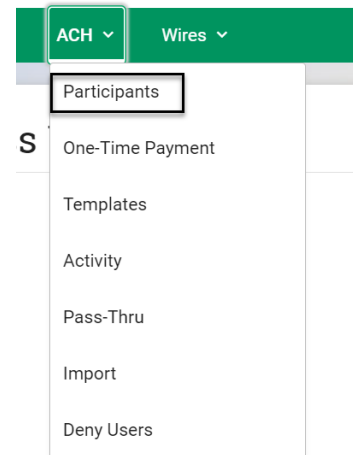 ACH Wires
Participants
s
One-Time Payment
Templates
Activity
Pass-Thru
Import
Deny Users